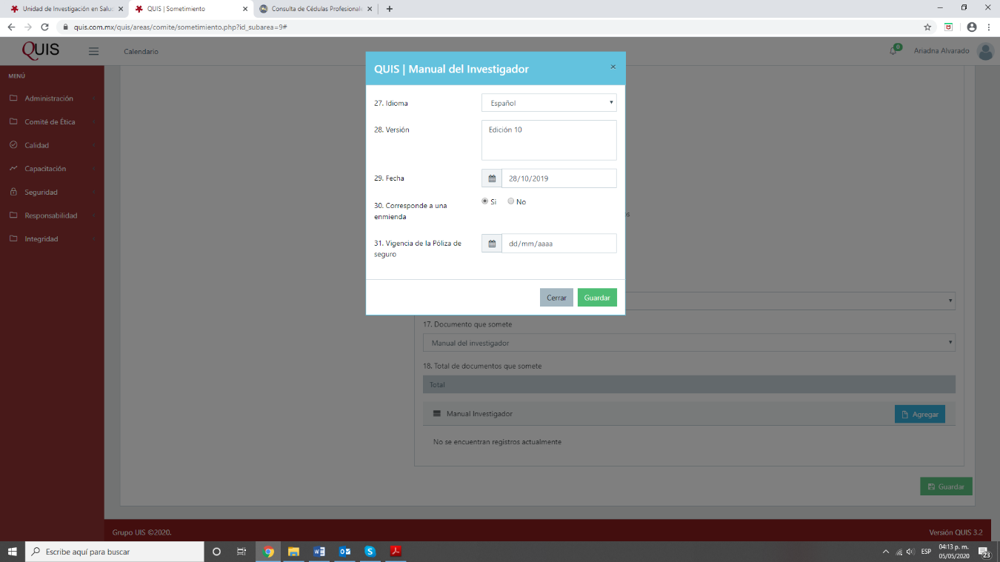 Unidad de Investigación en Salu
QUIS | Sometimiento
Consulta de Cédulas Profesionale
quis.com.mx/quis/areas/comite/sometimiento.php?id_subarea=9#
QUIS
Calendario
0
Ariadna Alvarado
MENÚ
Administración
Comité de Ética
Calidad
Capacitación
Seguridad
Responsabilidad
Integridad
QUIS | Manual del Investigador
×
27. Idioma
Español
28. Versión
Edición 10
29. Fecha
28/10/2019
30. Corresponde a una
enmienda
Si
No
31. Vigencia de la Póliza de
seguro
dd/mm/aaaa
Cerrar
Guardar
os
17. Documento que somete
Manual del investigador
18. Total de documentos que somete
Total
Manual Investigador
Agregar
No se encuentran registros actualmente
Guardar
Grupo UIS ©2020.
Versión QUIS 3.2
Escribe aquí para buscar
ESP
04:13 p. m.
05/05/2020
23